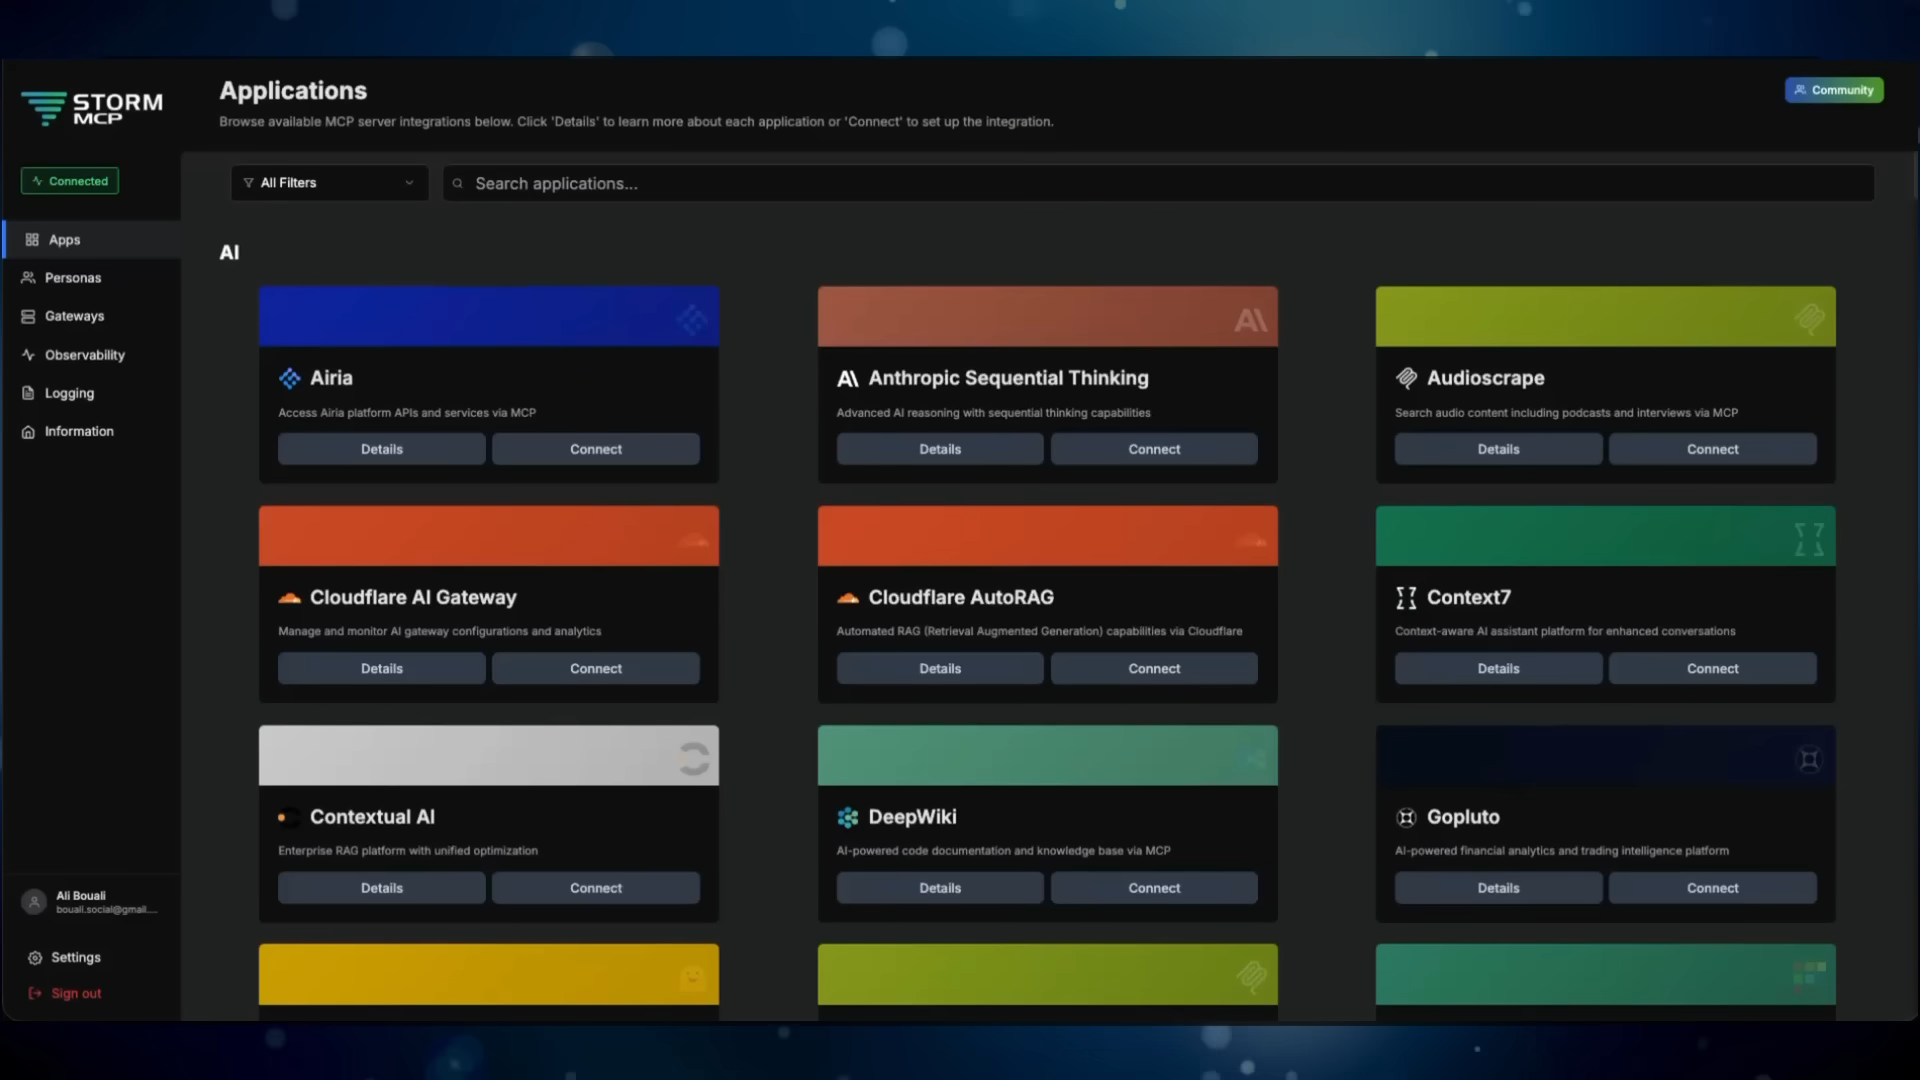 STORM
MCP
Applications
Browse available MCP server integrations below. Click 'Details' to learn more about each application or 'Connect' to set up the integration.
Community
Connected
All Filters
Search applications...
Apps
Personas
Gateways
Observability
Logging
Information
AI
Airia
Access Airia platform APIs and services via MCP
Details
Connect
Anthropic Sequential Thinking
Advanced AI reasoning with sequential thinking capabilities
Details
Connect
Audioscrape
Search audio content including podcasts and interviews via MCP
Details
Connect
Cloudflare AI Gateway
Manage and monitor AI gateway configurations and analytics
Details
Connect
Cloudflare AutoRAG
Automated RAG (Retrieval Augmented Generation) capabilities via Cloudflare
Details
Connect
Context7
Context-aware AI assistant platform for enhanced conversations
Details
Connect
Contextual AI
Enterprise RAG platform with unified optimization
Details
Connect
DeepWiki
AI-powered code documentation and knowledge base via MCP
Details
Connect
Gopluto
AI-powered financial analytics and trading intelligence platform
Details
Connect
Ali Bouali
bouali.social@gmail....
Settings
Sign out